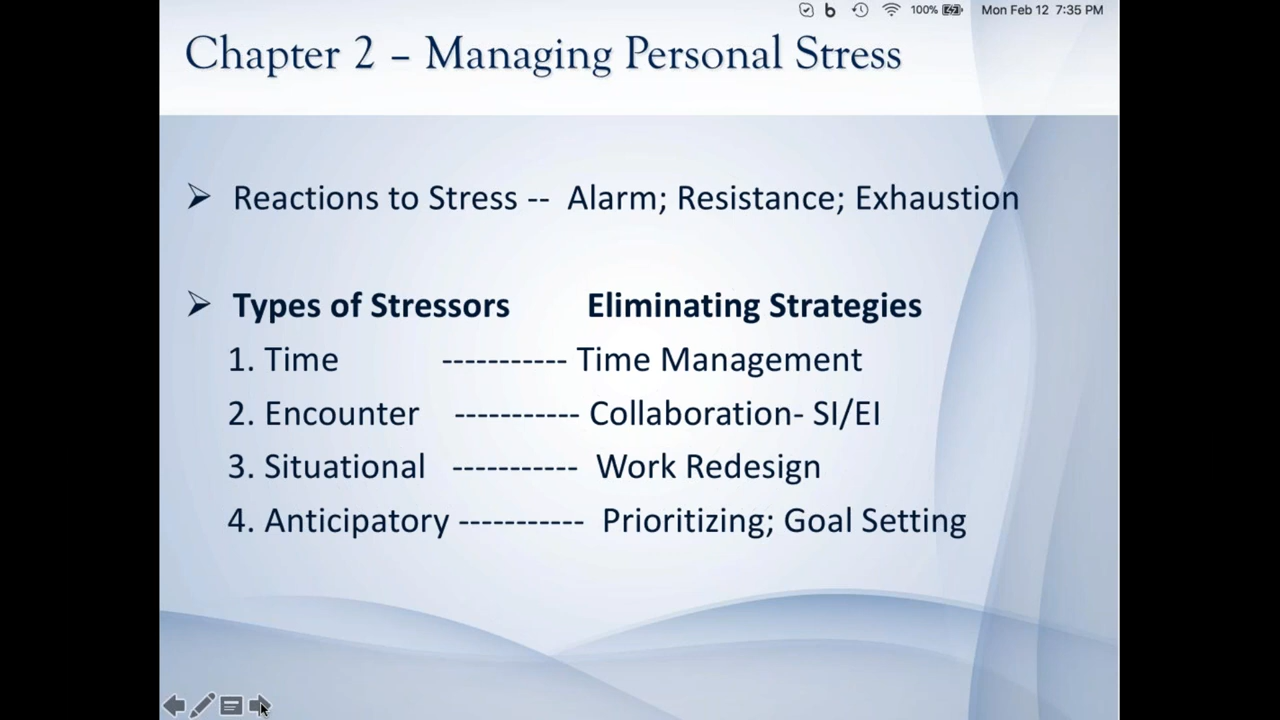 100% Mon Feb 12 7:35 PM
Chapter 2 – Managing Personal Stress
➢ Reactions to Stress -- Alarm; Resistance; Exhaustion
➢ Types of Stressors Eliminating Strategies
1. Time ----------- Time Management
2. Encounter ----------- Collaboration- SI/EI
3. Situational ----------- Work Redesign
4. Anticipatory ----------- Prioritizing; Goal Setting